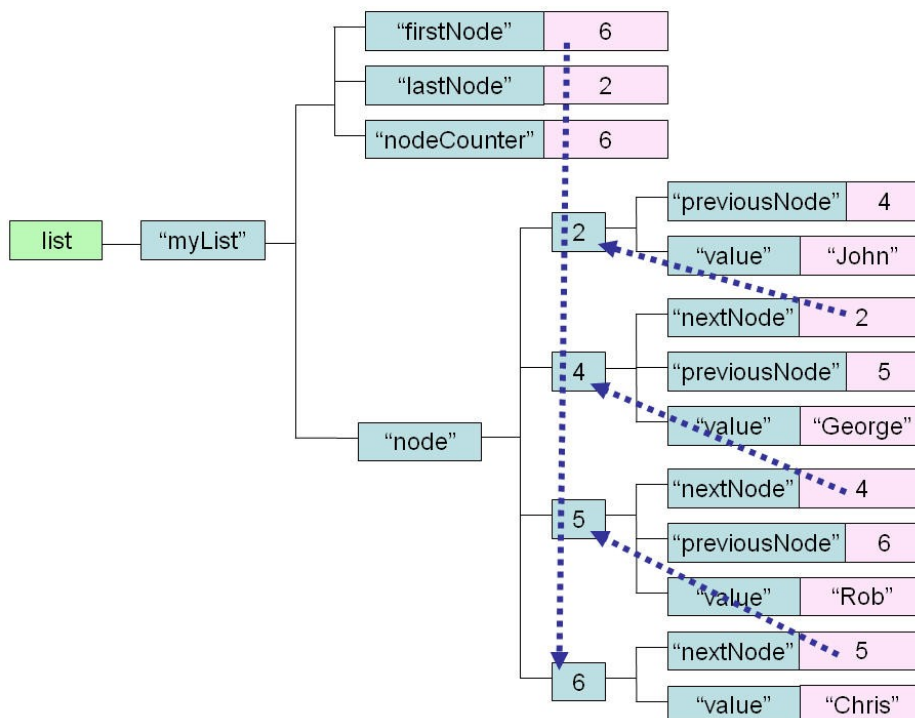 “firstNode” 6
“lastNode” 2
“nodeCounter” 6
list “myList”
“node”
2
“previousNode” 4
“value” “John”
4
“nextNode” 2
“previousNode” 5
“value” “George”
5
“nextNode” 4
“previousNode” 6
“value” “Rob”
6
“nextNode” 5
“value” “Chris”